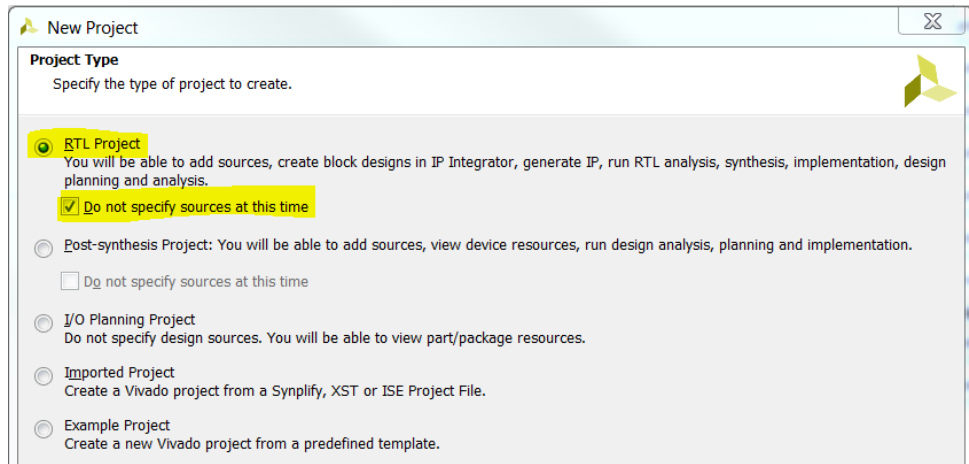 New Project
Project Type
Specify the type of project to create.
RTL Project
You will be able to add sources, create block designs in IP Integrator, generate IP, run RTL analysis, synthesis, implementation, design
planning and analysis.
Do not specify sources at this time
Post-synthesis Project: You will be able to add sources, view device resources, run design analysis, planning and implementation.
Do not specify sources at this time
I/O Planning Project
Do not specify design sources. You will be able to view part/package resources.
Imported Project
Create a Vivado project from a Synplify, XST or ISE Project File.
Example Project
Create a new Vivado project from a predefined template.